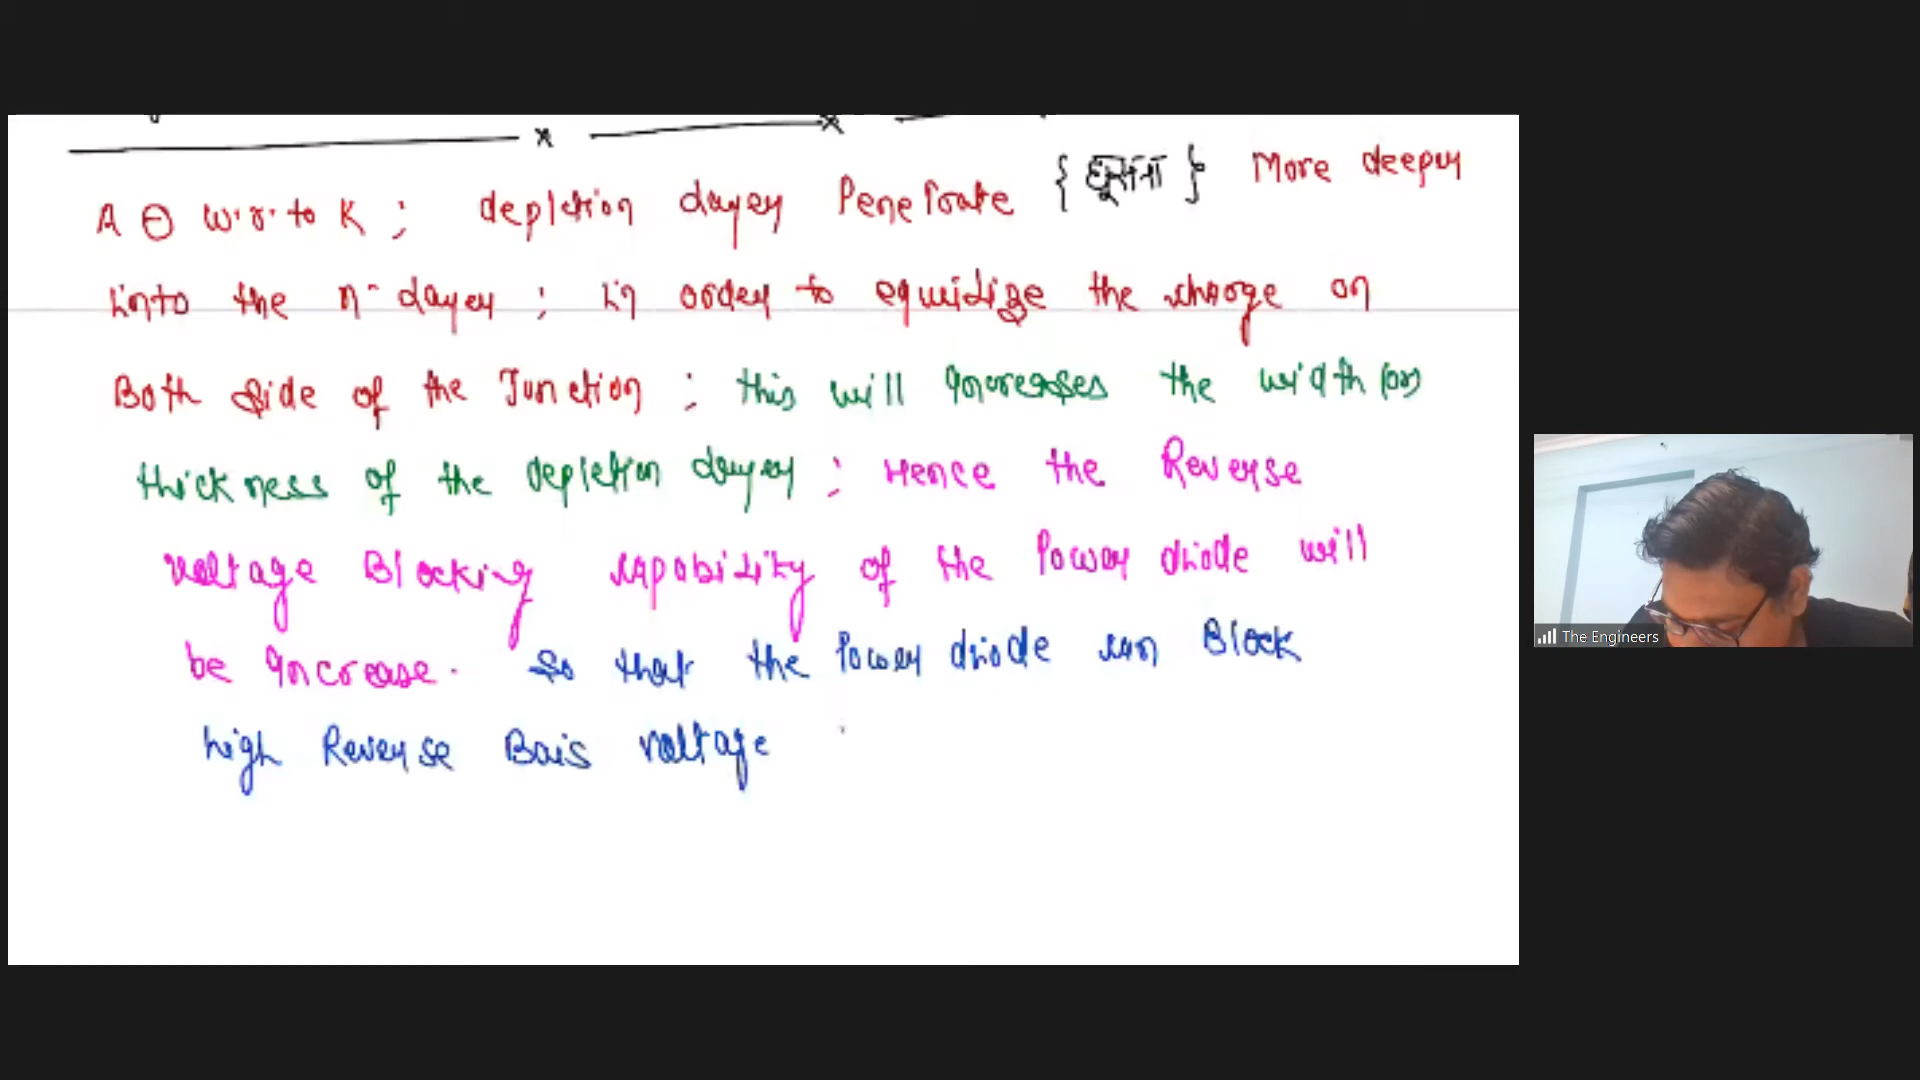 A ⊖ w.r.to K ; depletion layer Penetrate { घूसना } More deeper
into the n⁻ layer ; in order to equilize the charge on
Both side of the Junction ; this will increases the width (or)
thickness of the depletion layer ; Hence the Reverse
voltage Blocking capability of the Power diode will
be increase. so that the Power diode can Block
high Reverse Bais voltage
The Engineers